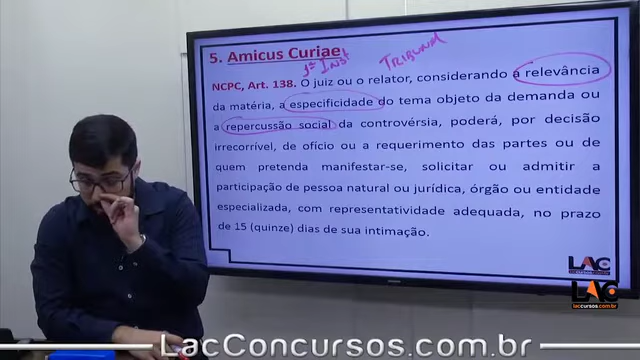 5. Amicus Curiae
1ª Inst
TRIBUNAL
NCPC, Art. 138. O juiz ou o relator, considerando a relevância
da matéria, a especificidade do tema objeto da demanda ou
a repercussão social da controvérsia, poderá, por decisão
irrecorrível, de ofício ou a requerimento das partes ou de
quem pretenda manifestar-se, solicitar ou admitir a
participação de pessoa natural ou jurídica, órgão ou entidade
especializada, com representatividade adequada, no prazo
de 15 (quinze) dias de sua intimação.
LAC
LAC
laccursos.com.br
LacConcursos.com.br